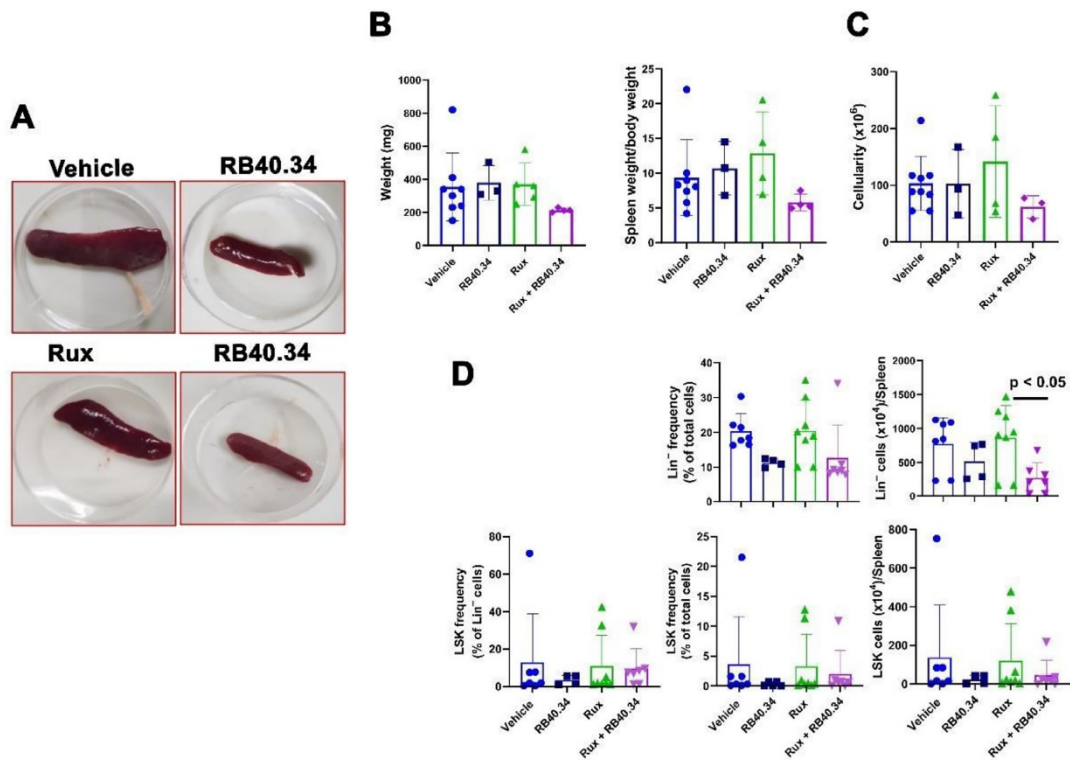 A
Vehicle
RB40.34
Rux
RB40.34
B
Weight (mg)
1000
800
600
400
200
0
Vehicle
RB40.34
Rux
Rux + RB40.34
Spleen weight/body weight
25
20
15
10
5
0
Vehicle
RB40.34
Rux
Rux + RB40.34
C
Cellularity (x10⁶)
300
200
100
0
Vehicle
RB40.34
Rux
Rux + RB40.34
D
Lin⁻ frequency
(% of total cells)
40
30
20
10
0
Lin⁻ cells (x10⁴)/Spleen
2000
1500
1000
500
0
p < 0.05
LSK frequency
(% of Lin⁻ cells)
80
60
40
20
0
Vehicle
RB40.34
Rux
Rux + RB40.34
LSK frequency
(% of total cells)
25
20
15
10
5
0
Vehicle
RB40.34
Rux
Rux + RB40.34
LSK cells (x10⁴)/Spleen
800
600
400
200
0
Vehicle
RB40.34
Rux
Rux + RB40.34